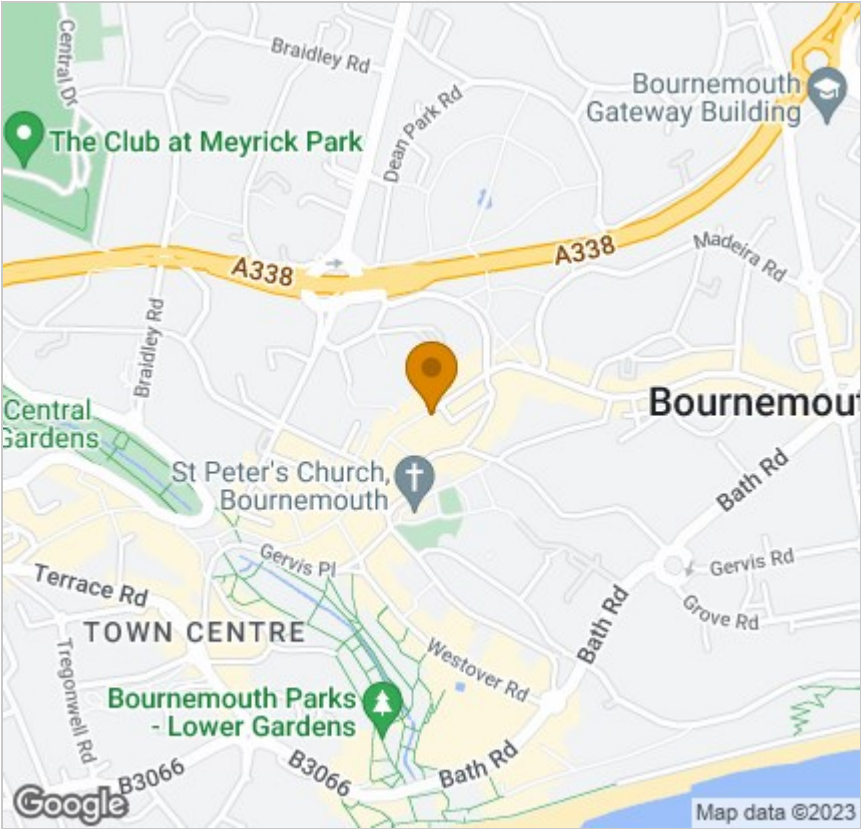 Central Dr
Braidley Rd
Dean Park Rd
Bournemouth
Gateway Building
The Club at Meyrick Park
A338
A338
Madeira Rd
Braidley Rd
Central
Gardens
Bournemou
St Peter's Church,
Bournemouth
Bath Rd
Gervis Pl
Gervis Rd
Terrace Rd
Grove Rd
TOWN CENTRE
Bath Rd
Tregonwell Rd
Westover Rd
Bournemouth Parks
- Lower Gardens
B3066
B3066
Bath Rd
Google
Map data ©2023